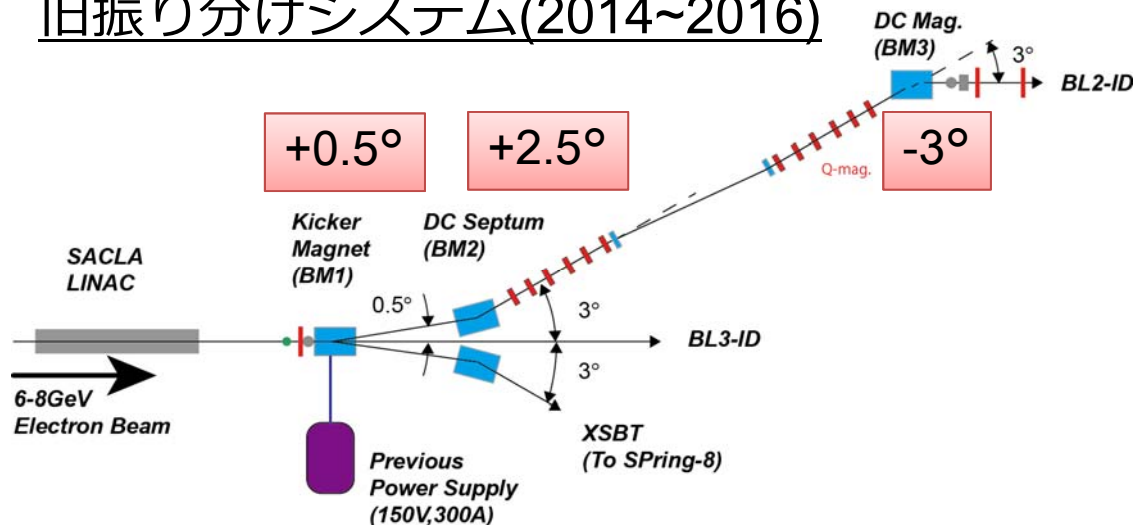 旧振り分けシステム(2014~2016)
DC Mag.
(BM3)
3°
BL2-ID
+0.5°
+2.5°
-3°
Q-mag.
Kicker
Magnet
(BM1)
DC Septum
(BM2)
SACLA
LINAC
0.5°
3°
BL3-ID
3°
6-8GeV
Electron Beam
XSBT
(To SPring-8)
Previous
Power Supply
(150V,300A)